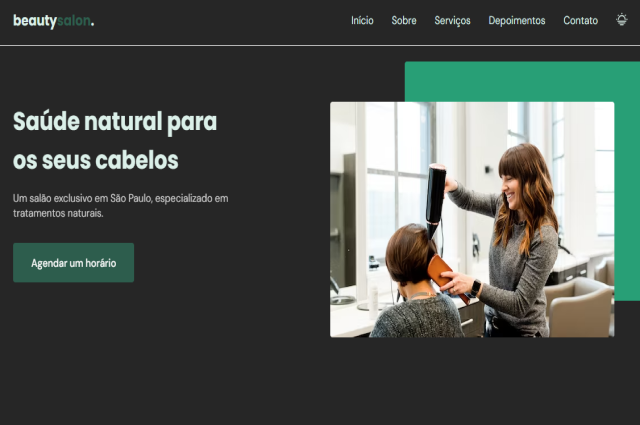 beautysalon.
Início Sobre Serviços Depoimentos Contato
Saúde natural para
os seus cabelos
Um salão exclusivo em São Paulo, especializado em
tratamentos naturais.
Agendar um horário